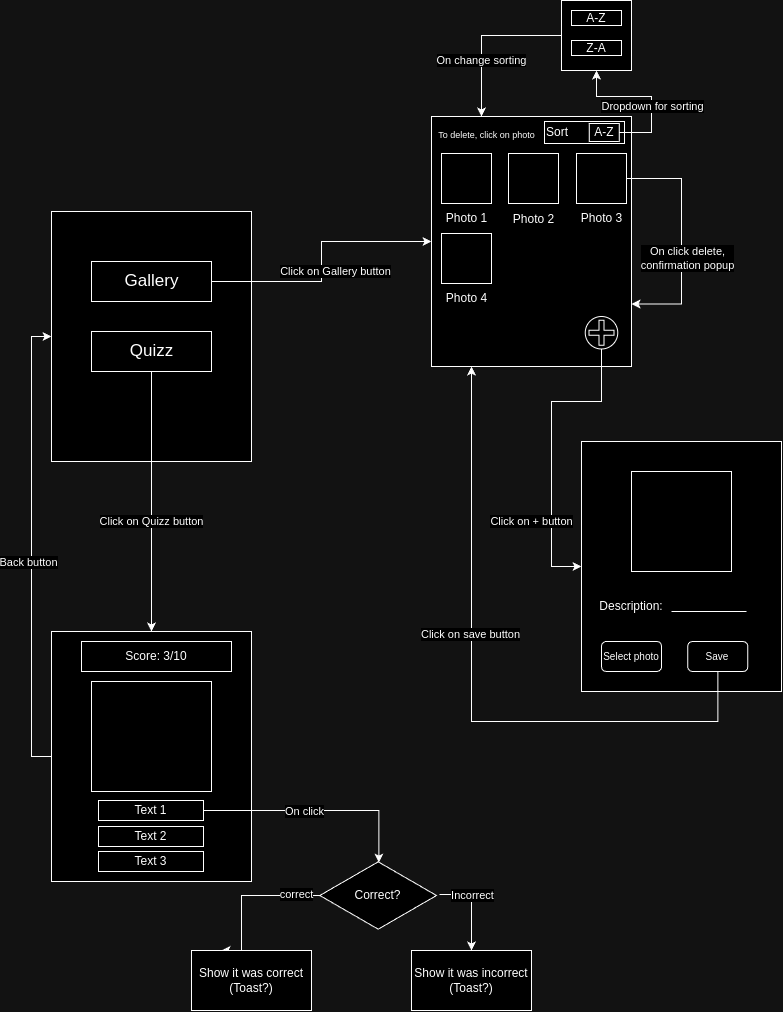 A-Z
Z-A
On change sorting
Dropdown for sorting
To delete, click on photo
Sort
A-Z
Photo 1
Photo 2
Photo 3
Photo 4
On click delete,
confirmation popup
Gallery
Click on Gallery button
Quizz
Click on Quizz button
Click on + button
Back button
Description:
Select photo
Save
Click on save button
Score: 3/10
Text 1
Text 2
Text 3
On click
Correct?
correct
Incorrect
Show it was correct
(Toast?)
Show it was incorrect
(Toast?)